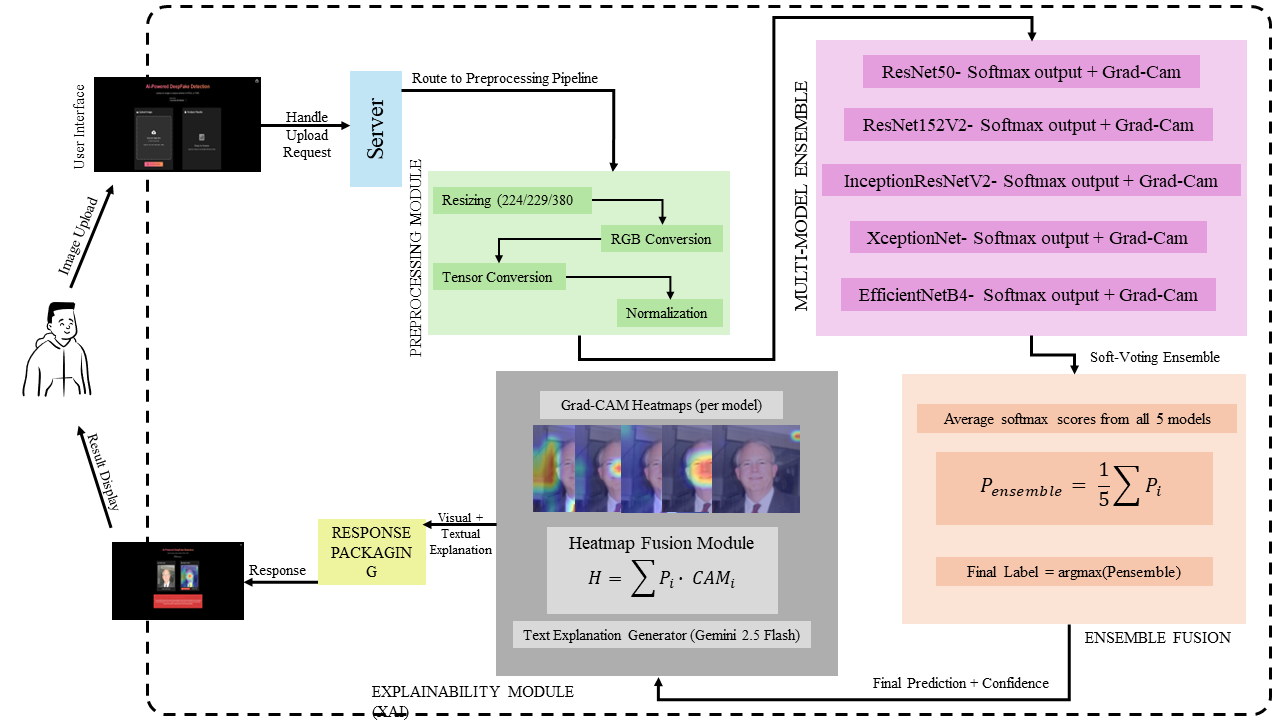 User Interface
AI-Powered DeepFake Detection
Handle
Upload
Request
Server
Route to Preprocessing Pipeline
Image Upload
PREPROCESSING MODULE
Resizing (224/229/380
RGB Conversion
Tensor Conversion
Normalization
MULTI-MODEL ENSEMBLE
ResNet50- Softmax output + Grad-Cam
ResNet152V2- Softmax output + Grad-Cam
InceptionResNetV2- Softmax output + Grad-Cam
XceptionNet- Softmax output + Grad-Cam
EfficientNetB4- Softmax output + Grad-Cam
Soft-Voting Ensemble
Average softmax scores from all 5 models
P_ensemble = 1/5 ∑ P_i
Final Label = argmax(Pensemble)
ENSEMBLE FUSION
Final Prediction + Confidence
Grad-CAM Heatmaps (per model)
Heatmap Fusion Module
H = ∑ P_i · CAM_i
Text Explanation Generator (Gemini 2.5 Flash)
EXPLAINABILITY MODULE
(XAI)
Visual +
Textual
Explanation
RESPONSE
PACKAGIN
G
Response
Result Display